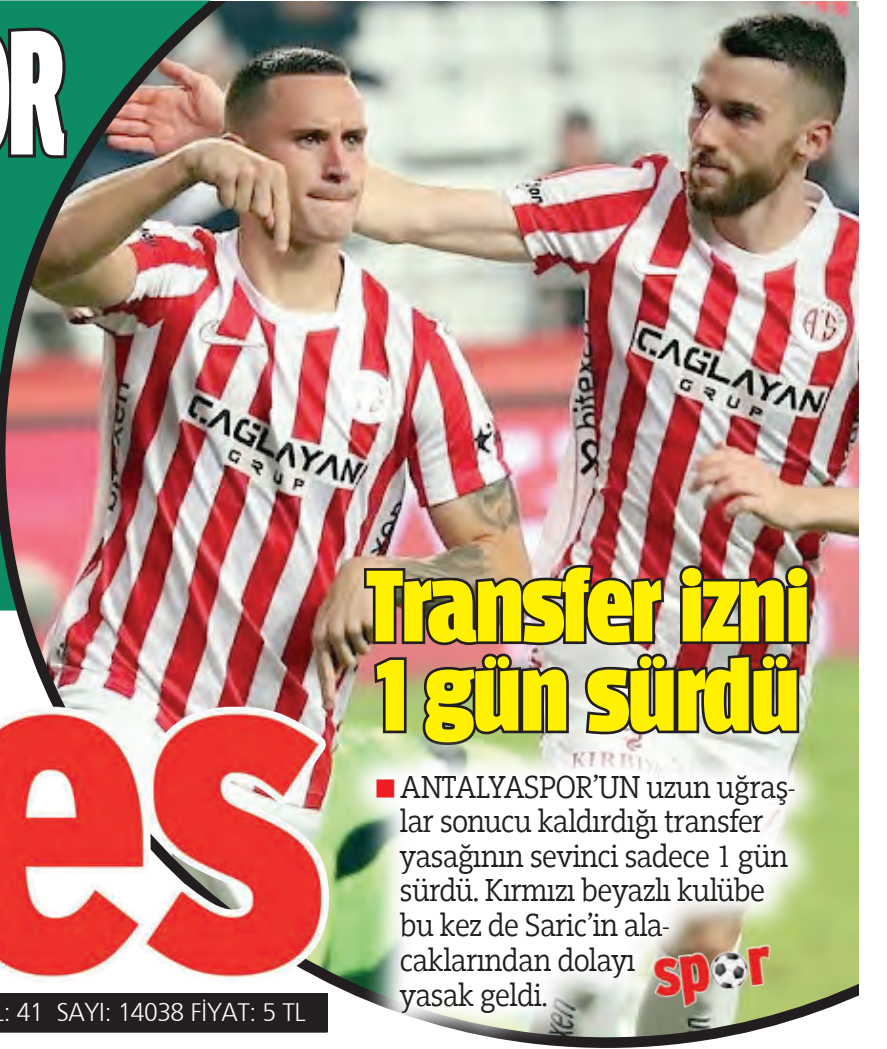 OR
CAGLAYAN
GRUP
bitexen
CAGLAYAN
GRUP
Transfer izni
1 gün sürdü
■ ANTALYASPOR'UN uzun uğraş-
lar sonucu kaldırdığı transfer
yasağının sevinci sadece 1 gün
sürdü. Kırmızı beyazlı kulübe
bu kez de Saric'in ala-
caklarından dolayı
yasak geldi.
spor
es
L: 41 SAYI: 14038 FİYAT: 5 TL